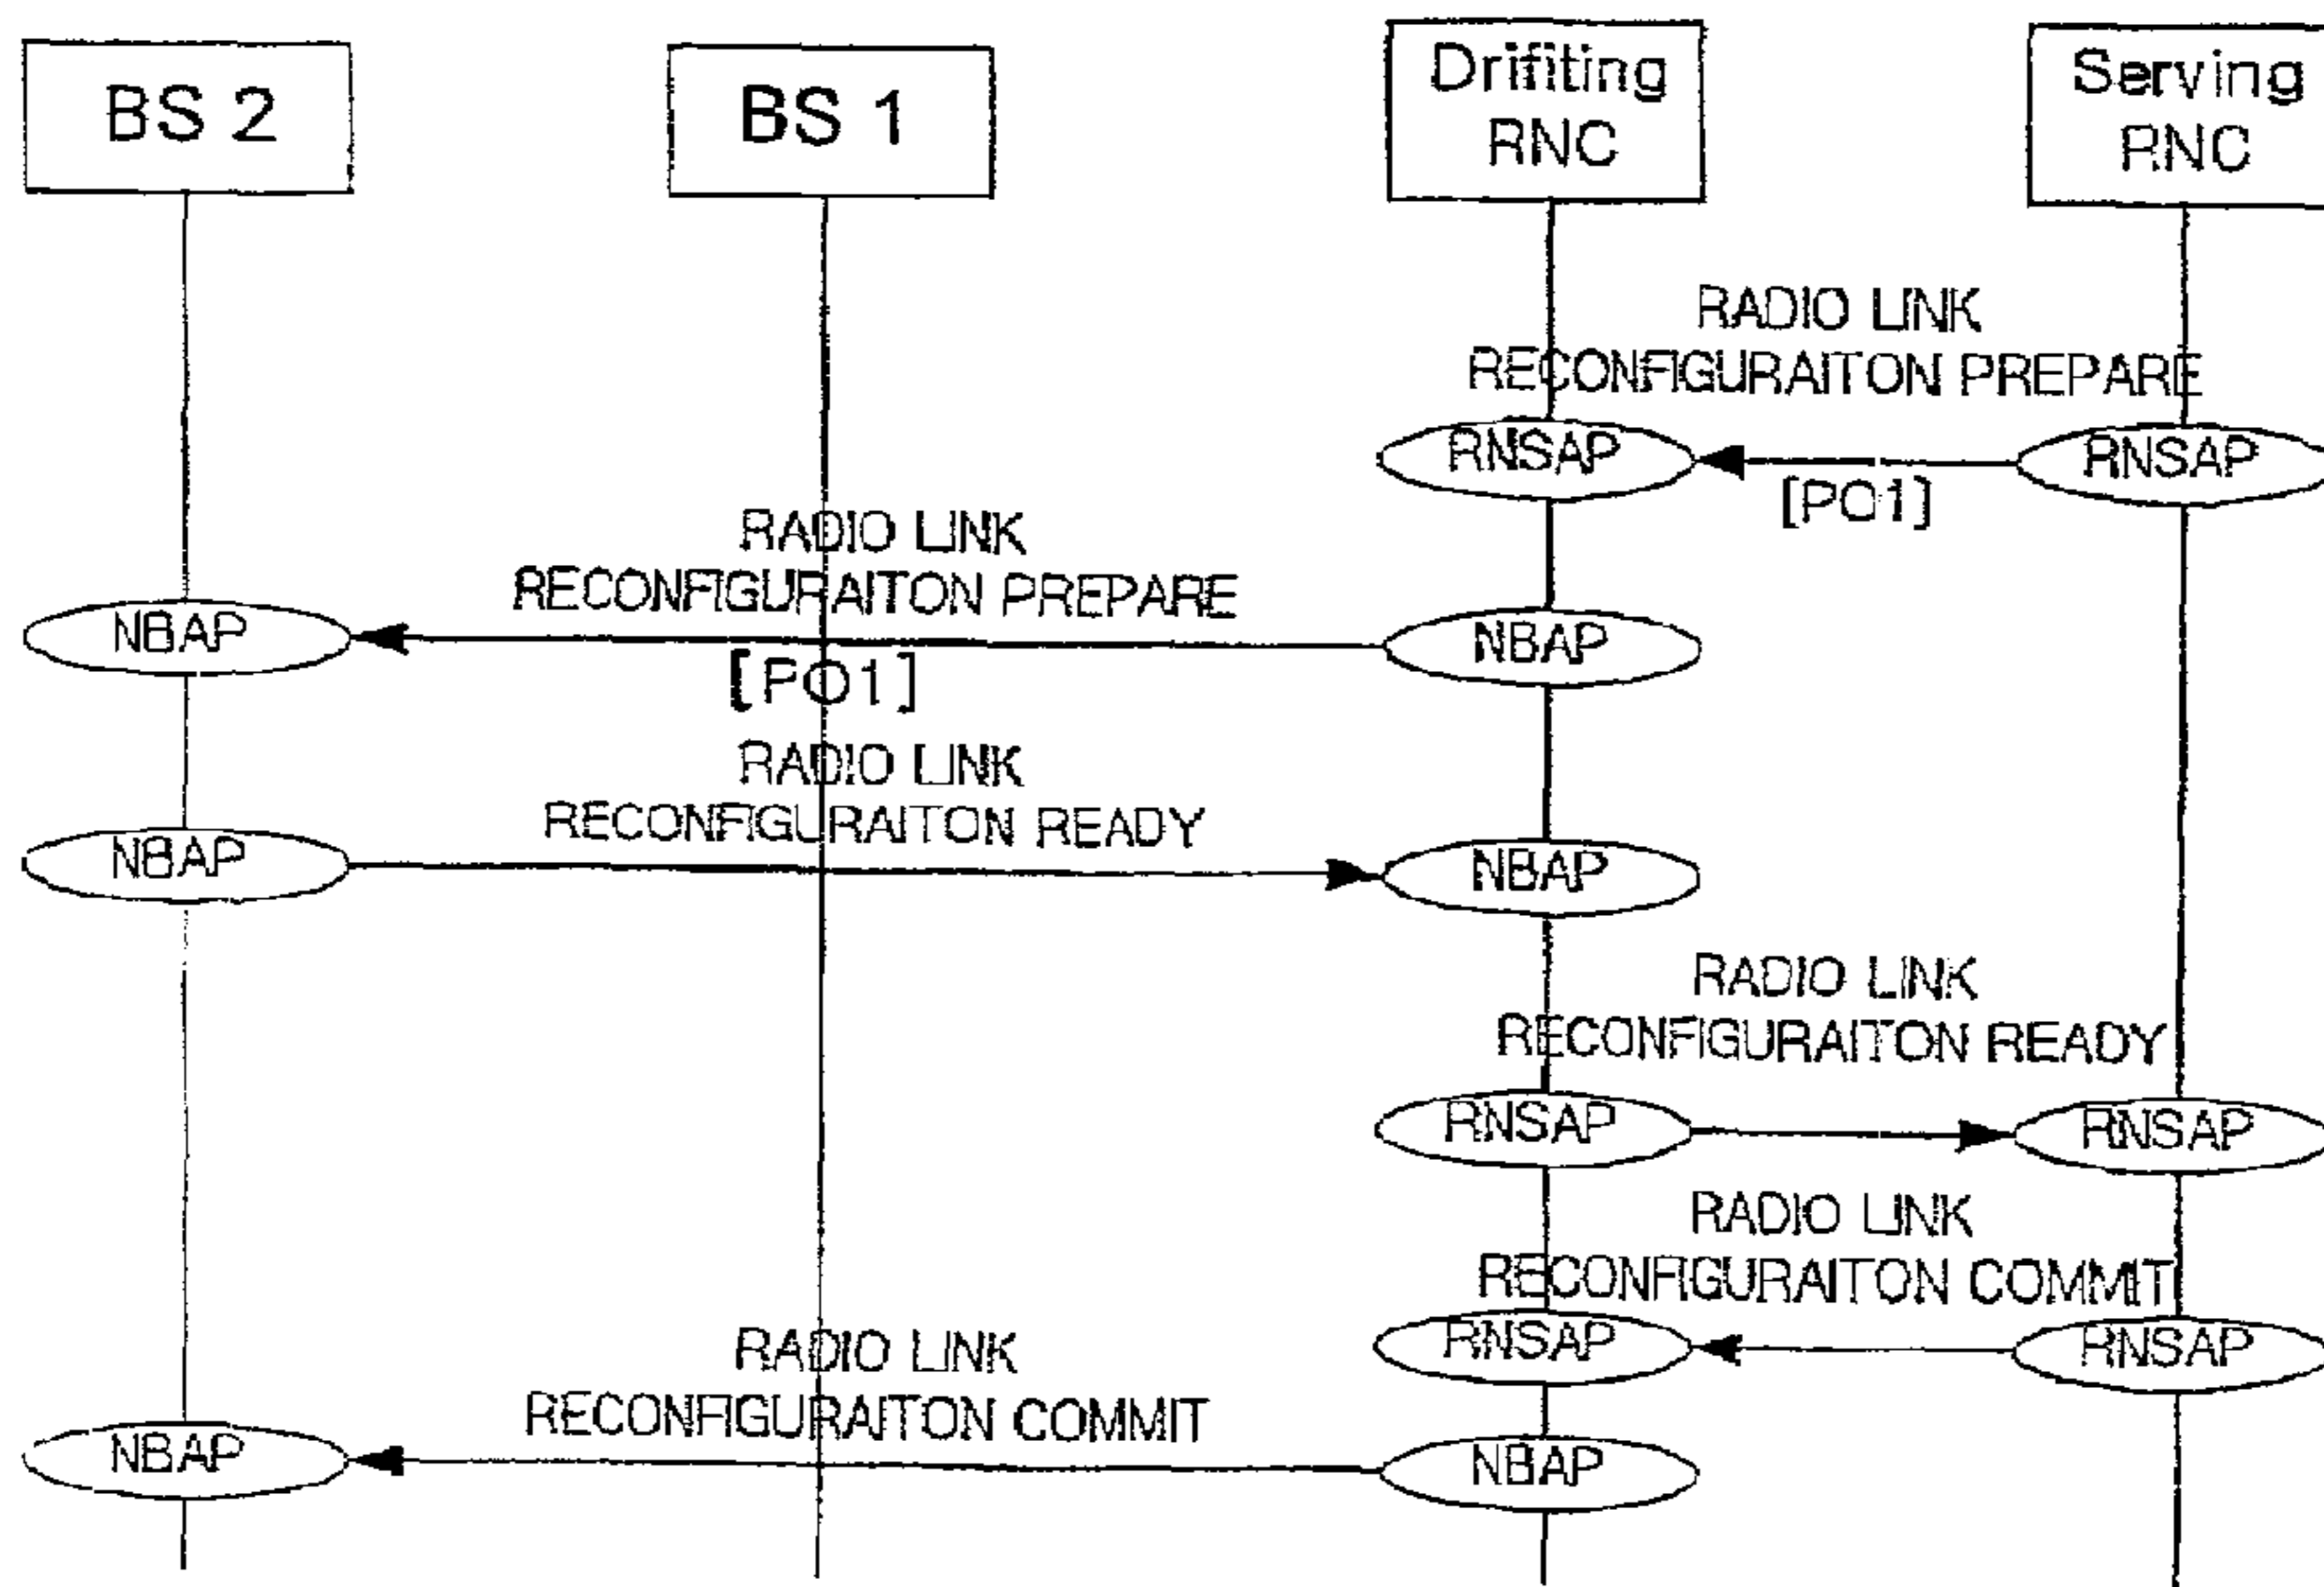 BS 2
BS 1
Drifiting
RNC
Serving
RNC
RADIO LINK
RECONFIGURAITON PREPARE
RNSAP
RNSAP
[PO1]
RADIO LINK
RECONFIGURAITON PREPARE
NBAP
NBAP
[PO1]
RADIO LINK
RECONFIGURAITON READY
NBAP
NBAP
RADIO LINK
RECONFIGURAITON READY
RNSAP
RNSAP
RADIO LINK
RECONFIGURAITON COMMIT
RNSAP
RNSAP
RADIO LINK
RECONFIGURAITON COMMIT
NBAP
NBAP